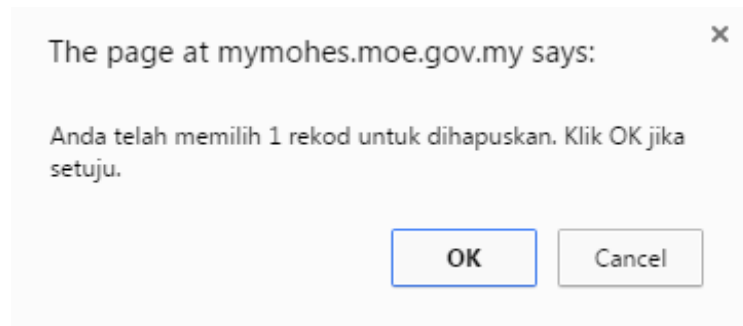 The page at mymohes.moe.gov.my says:
Anda telah memilih 1 rekod untuk dihapuskan. Klik OK jika
setuju.
OK
Cancel